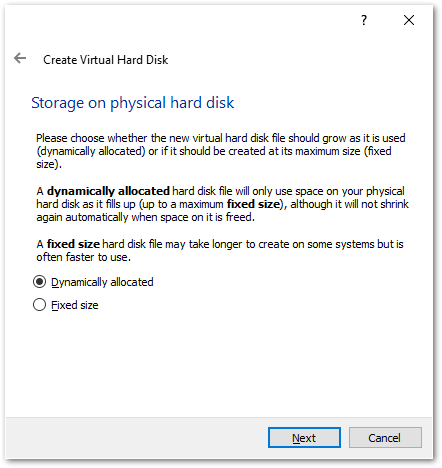 ?
Create Virtual Hard Disk
Storage on physical hard disk
Please choose whether the new virtual hard disk file should grow as it is used
(dynamically allocated) or if it should be created at its maximum size (fixed
size).
A dynamically allocated hard disk file will only use space on your physical
hard disk as it fills up (up to a maximum fixed size), although it will not shrink
again automatically when space on it is freed.
A fixed size hard disk file may take longer to create on some systems but is
often faster to use.
Dynamically allocated
Fixed size
Next Cancel